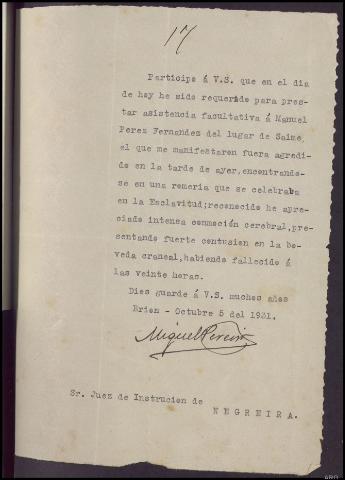 17
Participo á V.S. que en el dia
de hoy he sido requerido para pres-
tar asistencia facultativa á Manuel
Perez Fernandez del lugar de Saime,
el que me manifestaron fuera agredi-
do en la tarde de ayer,encontrando-
se en una romeria que se celebraba
en la Esclavitud;reconocido he apre-
ciado intensa conmoción cerebral,pre-
sentando fuerte contusion en la bo-
veda craneal,habiendo fallecido á
las veinte horas.
Dios guarde á V.S. muchos años
Brion - Octubre 5 del 1931.
Miguel Pereiro
Sr. Juez de Instrucion de
NEGREIRA.